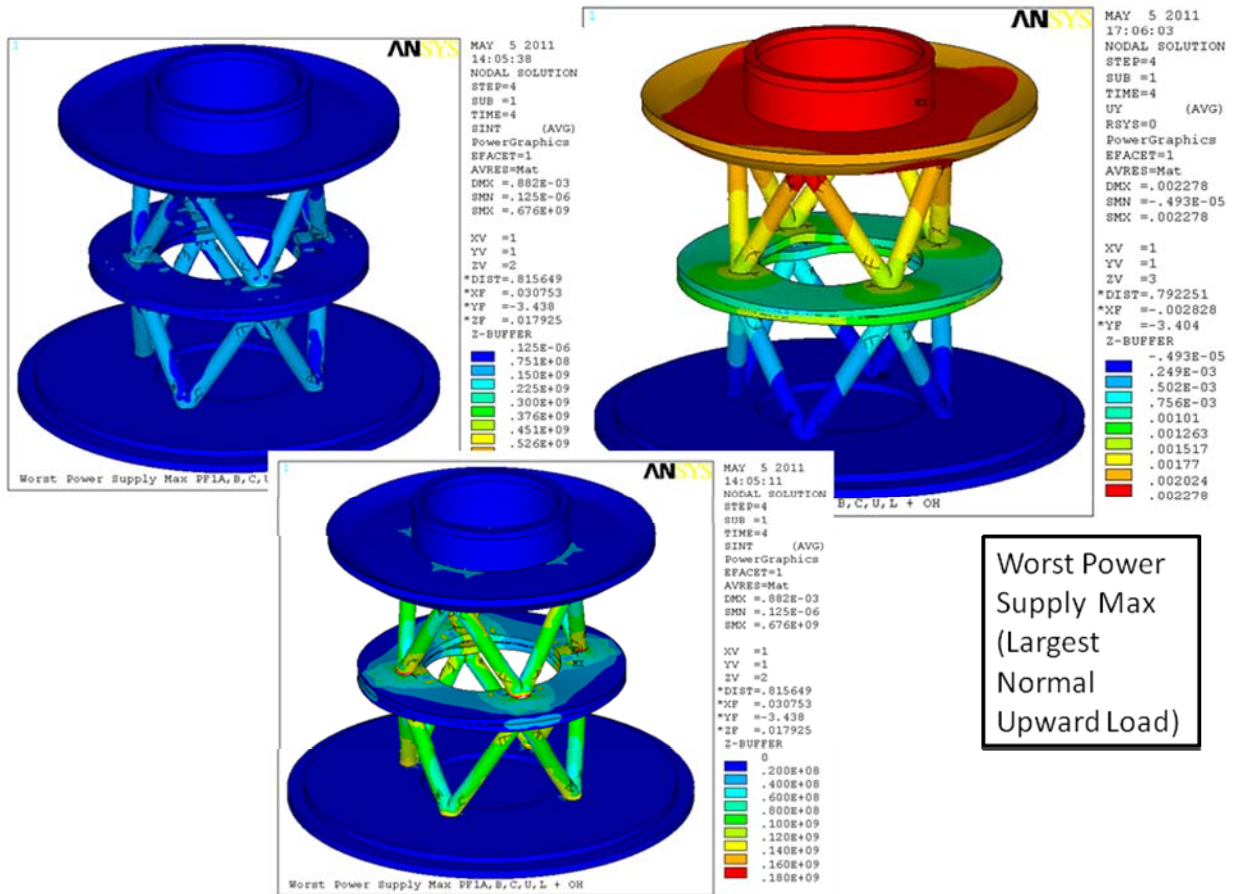 1
ANSYS
MAY 5 2011
14:05:38
NODAL SOLUTION
STEP=4
SUB =1
TIME=4
SINT (AVG)
PowerGraphics
EFACET=1
AVRES=Mat
DMX =.882E-03
SMN =.125E-06
SMX =.676E+09
XV =1
YV =1
ZV =2
*DIST=.815649
*XF =.030753
*YF =-3.438
*ZF =.017925
Z-BUFFER
.125E-06
.751E+08
.150E+09
.225E+09
.300E+09
.376E+09
.451E+09
.526E+09
Worst Power Supply Max PF1A,B,C,U
1
ANSYS
MAY 5 2011
17:06:03
NODAL SOLUTION
STEP=4
SUB =1
TIME=4
UY (AVG)
RSYS=0
PowerGraphics
EFACET=1
AVRES=Mat
DMX =.002278
SMN =-.493E-05
SMX =.002278
XV =1
YV =1
ZV =3
*DIST=.792251
*XF =-.002828
*YF =-3.404
Z-BUFFER
-.493E-05
.249E-03
.502E-03
.756E-03
.00101
.001263
.001517
.00177
.002024
.002278
MX
B,C,U,L + OH
1
ANSYS
MAY 5 2011
14:05:11
NODAL SOLUTION
STEP=4
SUB =1
TIME=4
SINT (AVG)
PowerGraphics
EFACET=1
AVRES=Mat
DMX =.882E-03
SMN =.125E-06
SMX =.676E+09
XV =1
YV =1
ZV =2
*DIST=.815649
*XF =.030753
*YF =-3.438
*ZF =.017925
Z-BUFFER
0
.200E+08
.400E+08
.600E+08
.800E+08
.100E+09
.120E+09
.140E+09
.160E+09
.180E+09
MX
Worst Power Supply Max PF1A,B,C,U,L + OH
Worst Power
Supply Max
(Largest
Normal
Upward Load)